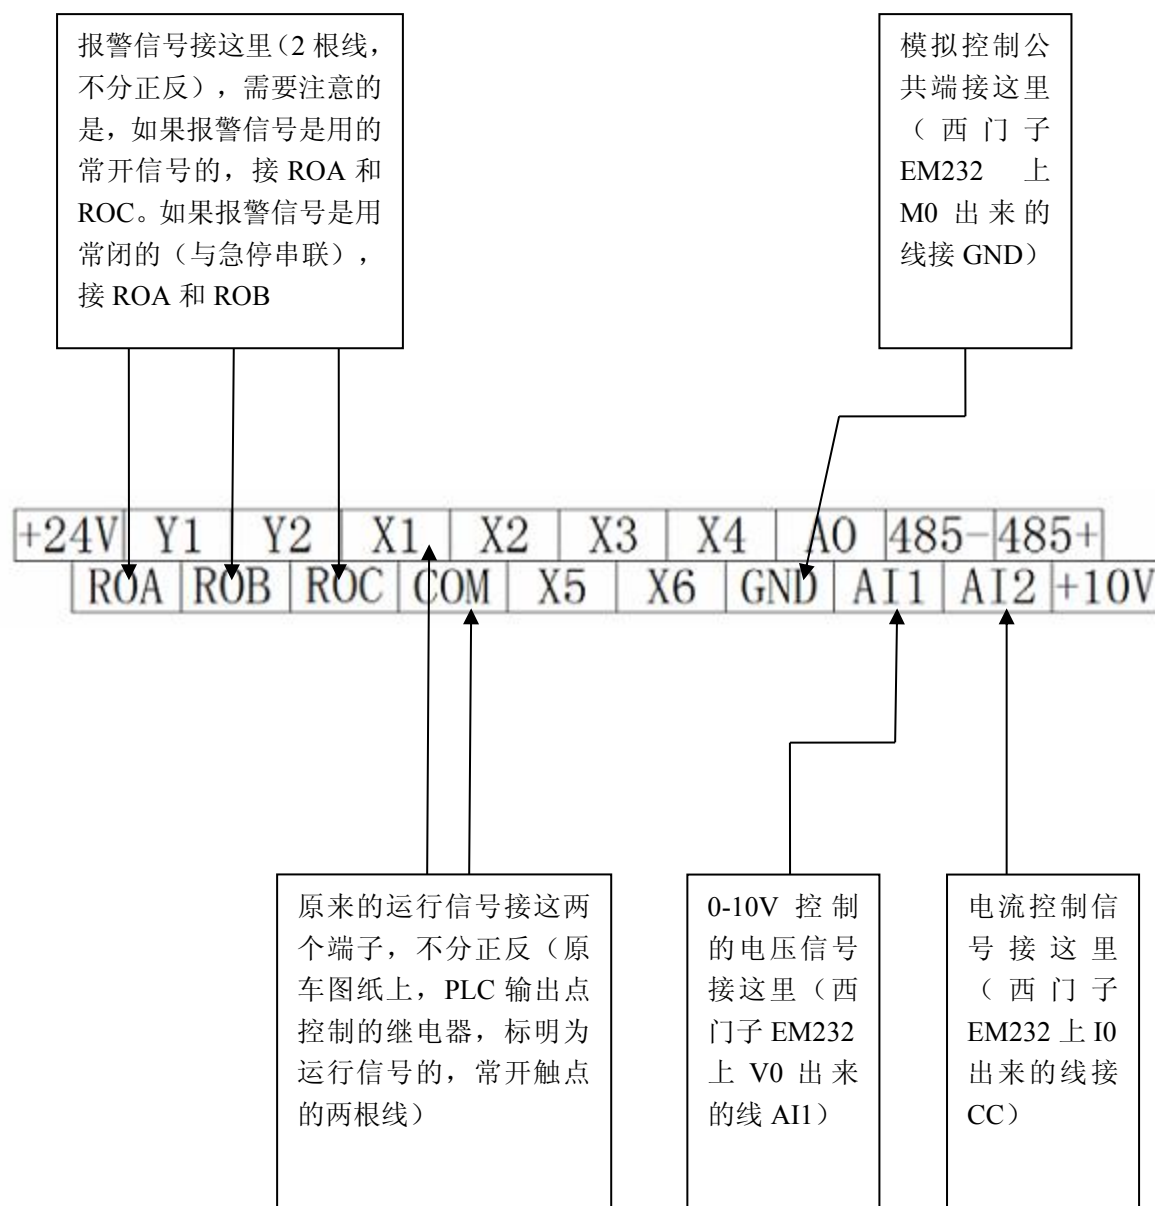 报警信号接这里（2 根线，
不分正反），需要注意的
是，如果报警信号是用的
常开信号的，接 ROA 和
ROC。如果报警信号是用
常闭的（与急停串联），
接 ROA 和 ROB
模拟控制公
共端接这里
（西门子
EM232 上
M0 出来的
线接 GND）
+24V Y1 Y2 X1 X2 X3 X4 AO 485- 485+
ROA ROB ROC COM X5 X6 GND AI1 AI2 +10V
原来的运行信号接这两
个端子，不分正反（原
车图纸上，PLC 输出点
控制的继电器，标明为
运行信号的，常开触点
的两根线）
0-10V 控制
的电压信号
接这里（西
门子 EM232
上 V0 出来
的线 AI1）
电流控制信
号接这里
（西门子
EM232 上 I0
出来的线接
CC）